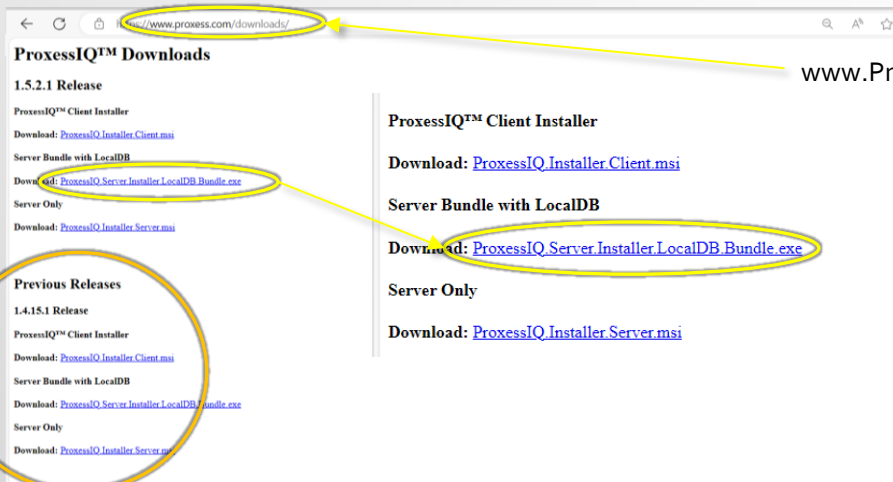 https://www.proxess.com/downloads/
www.Pr
ProxessIQ™ Downloads
1.5.2.1 Release
ProxessIQ™ Client Installer
Download: ProxessIQ.Installer.Client.msi
Server Bundle with LocalDB
Download: ProxessIQ.Server.Installer.LocalDB.Bundle.exe
Server Only
Download: ProxessIQ.Installer.Server.msi
Previous Releases
1.4.15.1 Release
ProxessIQ™ Client Installer
Download: ProxessIQ.Installer.Client.msi
Server Bundle with LocalDB
Download: ProxessIQ.Server.Installer.LocalDB.Bundle.exe
Server Only
Download: ProxessIQ.Installer.Server.msi
ProxessIQ™ Client Installer
Download: ProxessIQ.Installer.Client.msi
Server Bundle with LocalDB
Download: ProxessIQ.Server.Installer.LocalDB.Bundle.exe
Server Only
Download: ProxessIQ.Installer.Server.msi